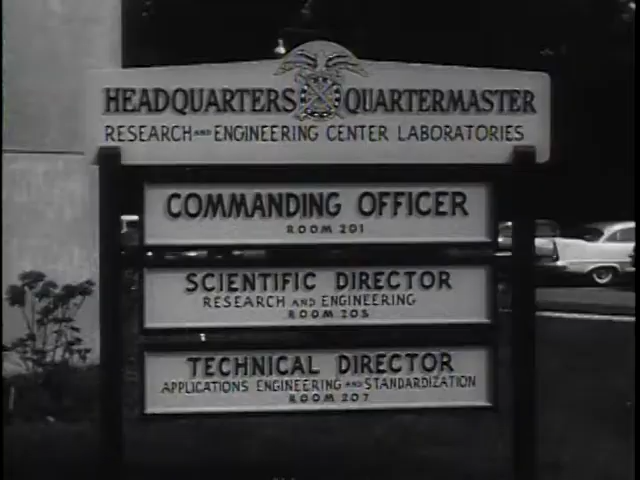 HEADQUARTERS QUARTERMASTER
RESEARCH AND ENGINEERING CENTER LABORATORIES
COMMANDING OFFICER
ROOM 201
SCIENTIFIC DIRECTOR
RESEARCH AND ENGINEERING
ROOM 205
TECHNICAL DIRECTOR
APPLICATIONS ENGINEERING AND STANDARDIZATION
ROOM 207